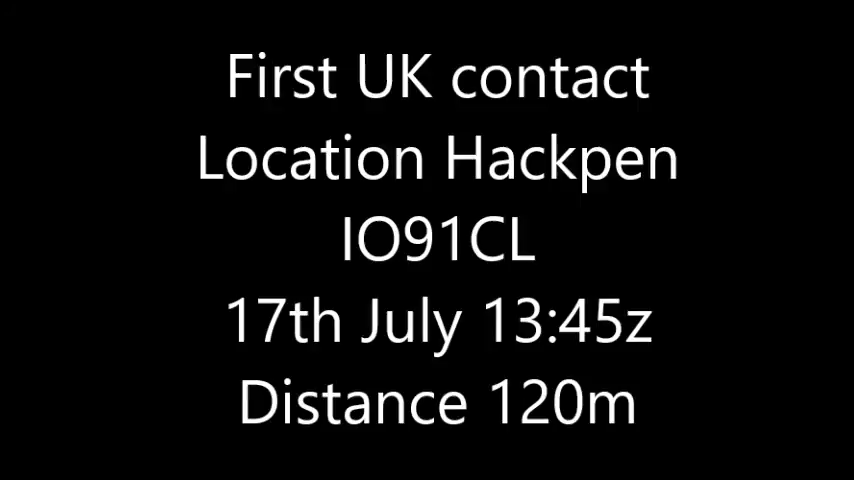 First UK contact
Location Hackpen
IO91CL
17th July 13:45z
Distance 120m